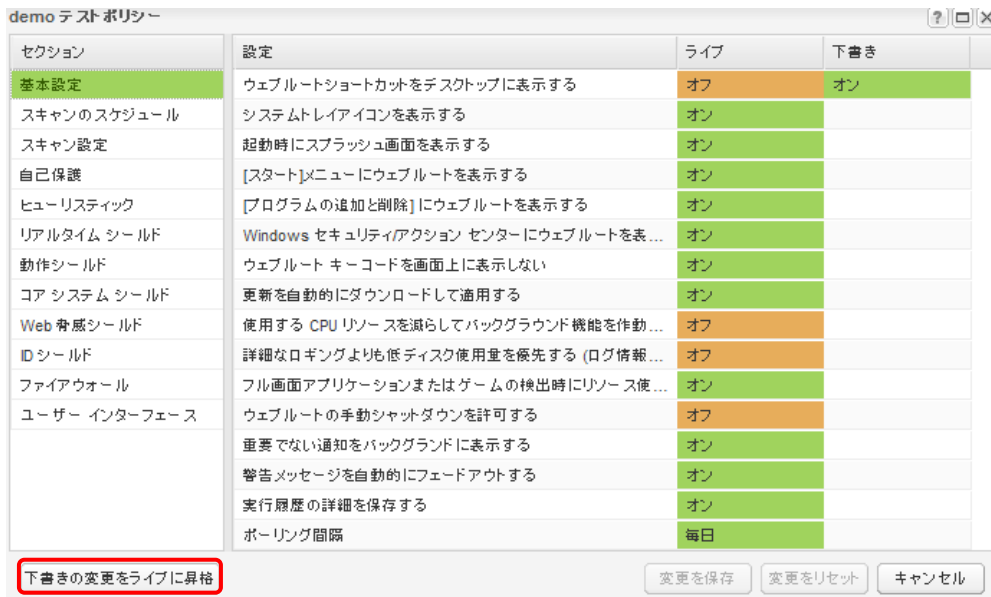 demo テストポリシー
セクション 設定 ライブ 下書き
基本設定 ウェブルートショートカットをデスクトップに表示する オフ オン
スキャンのスケジュール システムトレイアイコンを表示する オン
スキャン設定 起動時にスプラッシュ画面を表示する オン
自己保護 [スタート]メニューにウェブルートを表示する オン
ヒューリスティック [プログラムの追加と削除] にウェブルートを表示する オン
リアルタイム シールド Windows セキュリティ/アクション センターにウェブルートを表... オン
動作シールド ウェブルート キーコードを画面上に表示しない オン
コア システム シールド 更新を自動的にダウンロードして適用する オン
Web 脅威シールド 使用する CPU リソースを減らしてバックグラウンド機能を作動... オフ
ID シールド 詳細なロギングよりも低ディスク使用量を優先する (ログ情報... オフ
ファイアウォール フル画面アプリケーションまたはゲームの検出時にリソース使... オン
ユーザー インターフェース ウェブルートの手動シャットダウンを許可する オフ
重要でない通知をバックグランドに表示する オン
警告メッセージを自動的にフェードアウトする オン
実行履歴の詳細を保存する オン
ポーリング間隔 毎日
下書きの変更をライブに昇格 変更を保存 変更をリセット キャンセル